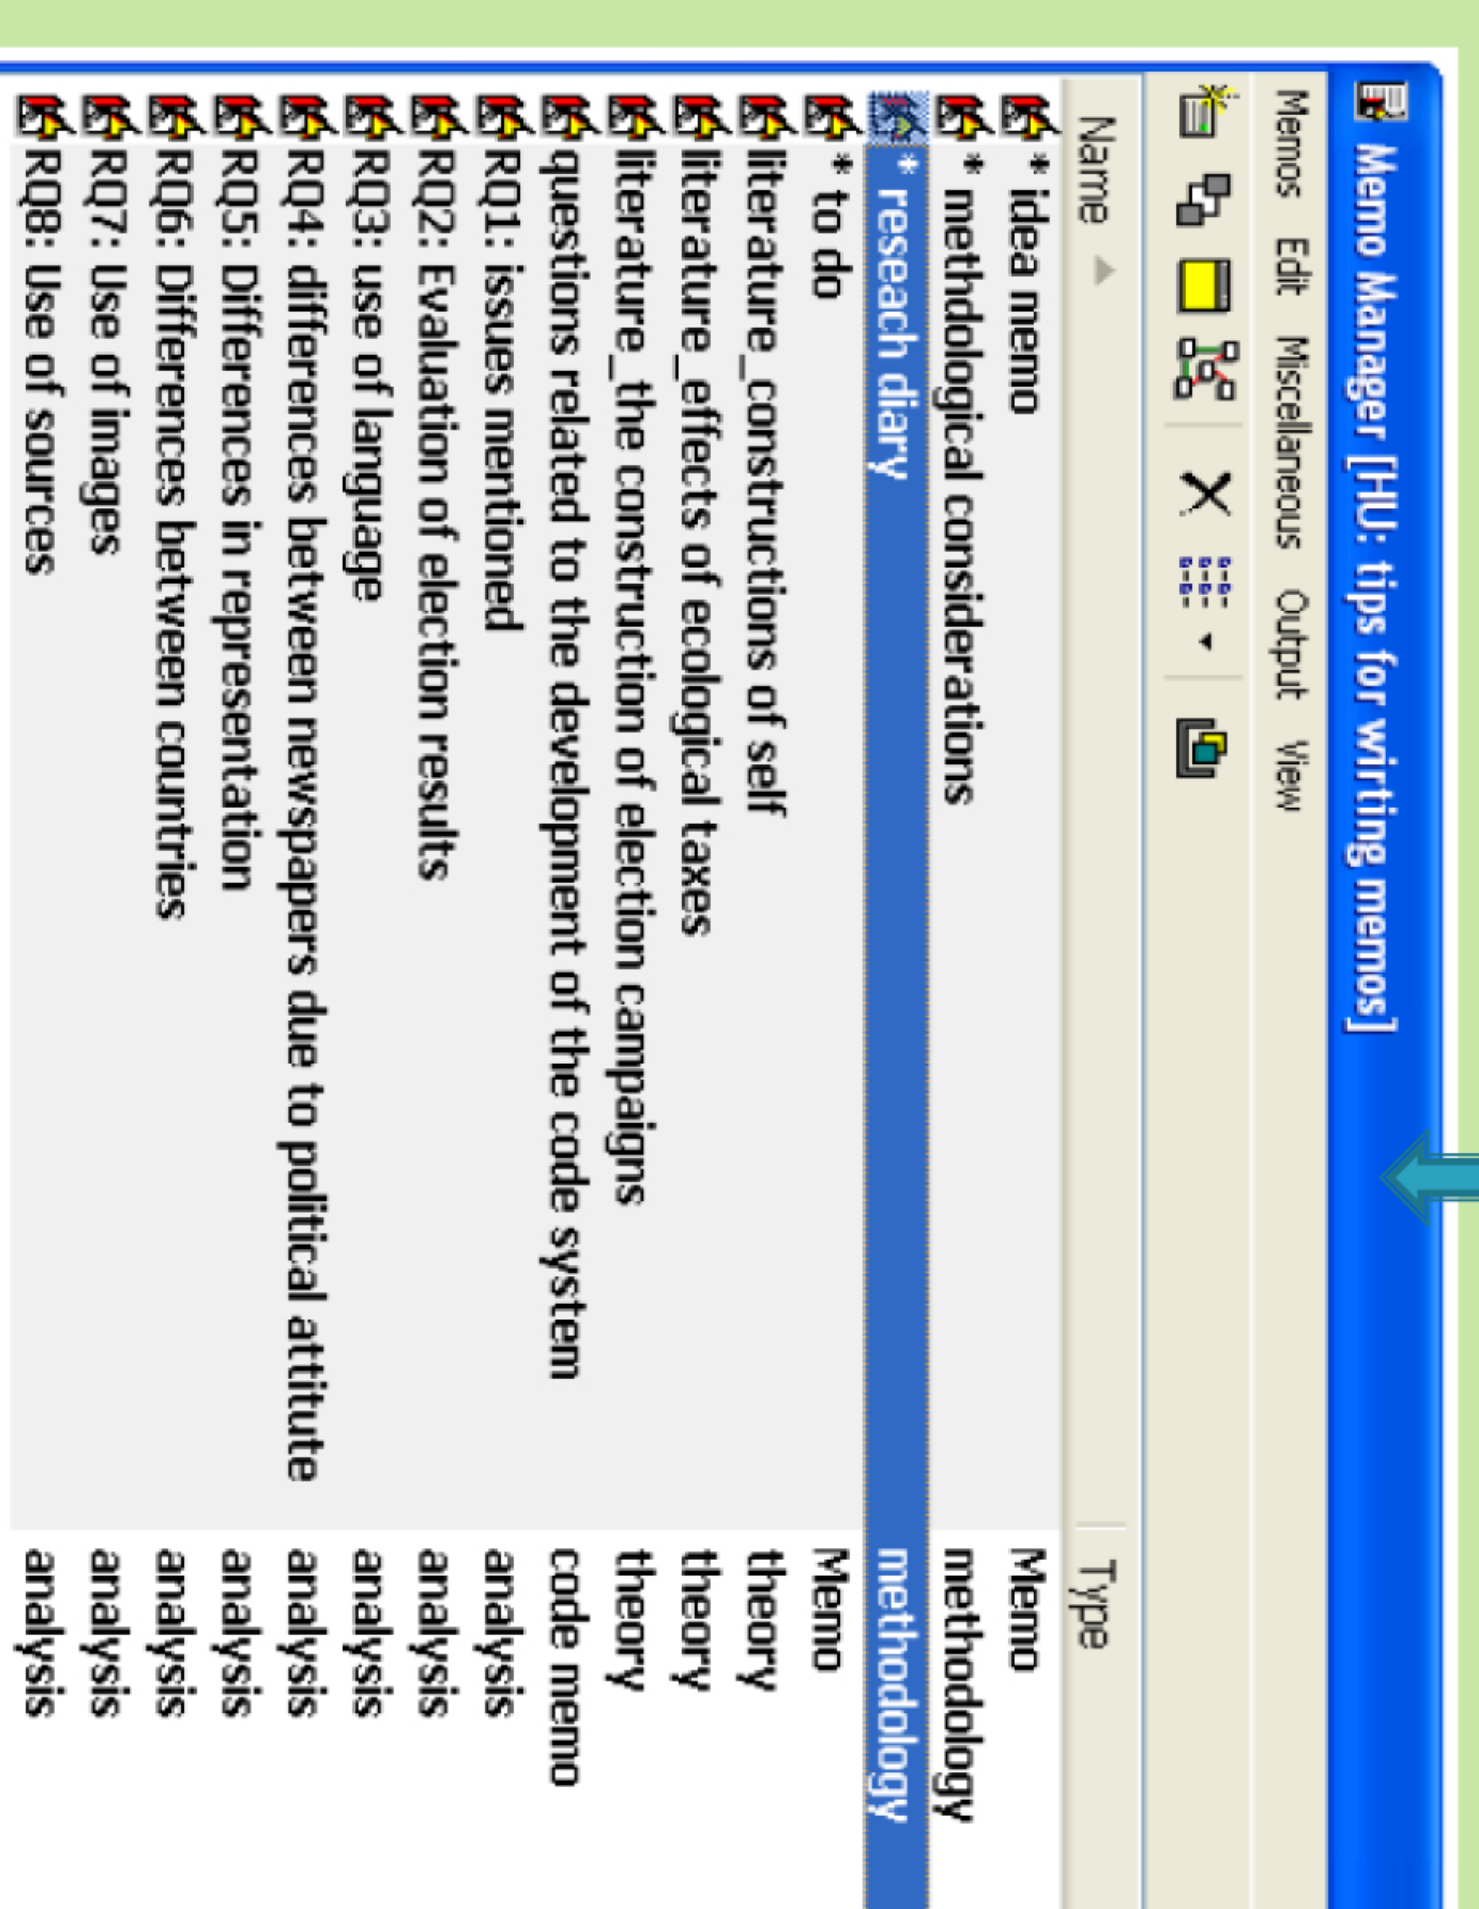 Memo Manager [HU: tips for wirting memos]
Memos Edit Miscellaneous Output View
Name Type
* idea memo Memo
* methdological considerations methodology
* reseach diary methodology
* to do Memo
literature_constructions of self theory
literature_effects of ecological taxes theory
literature_the construction of election campaigns theory
questions related to the development of the code system code memo
RQ1: issues mentioned analysis
RQ2: Evaluation of election results analysis
RQ3: use of language analysis
RQ4: differences between newspapers due to political attitute analysis
RQ5: Differences in representation analysis
RQ6: Differences between countries analysis
RQ7: Use of images analysis
RQ8: Use of sources analysis